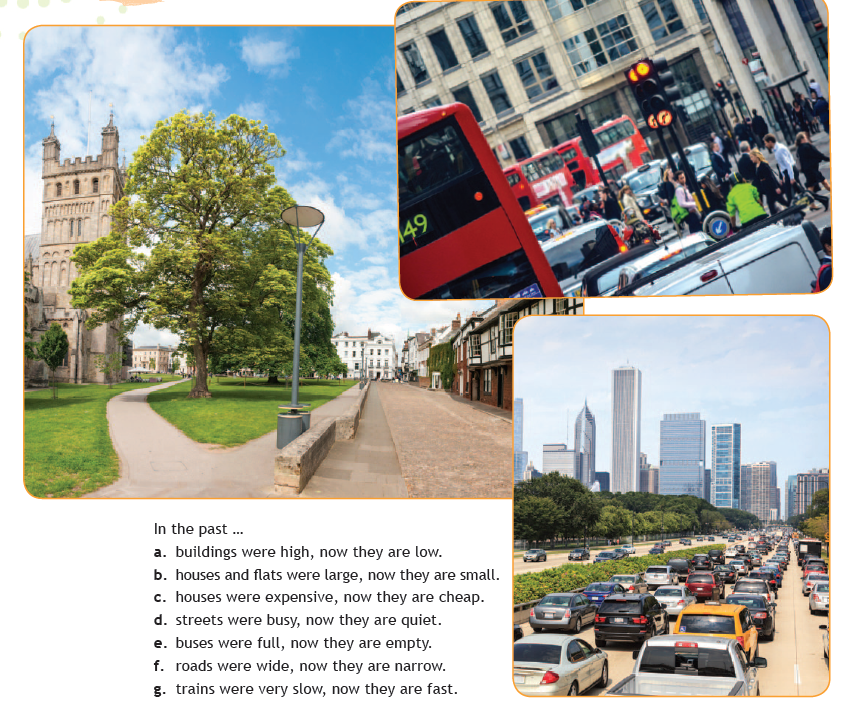 149
In the past ...
a. buildings were high, now they are low.
b. houses and flats were large, now they are small.
c. houses were expensive, now they are cheap.
d. streets were busy, now they are quiet.
e. buses were full, now they are empty.
f. roads were wide, now they are narrow.
g. trains were very slow, now they are fast.